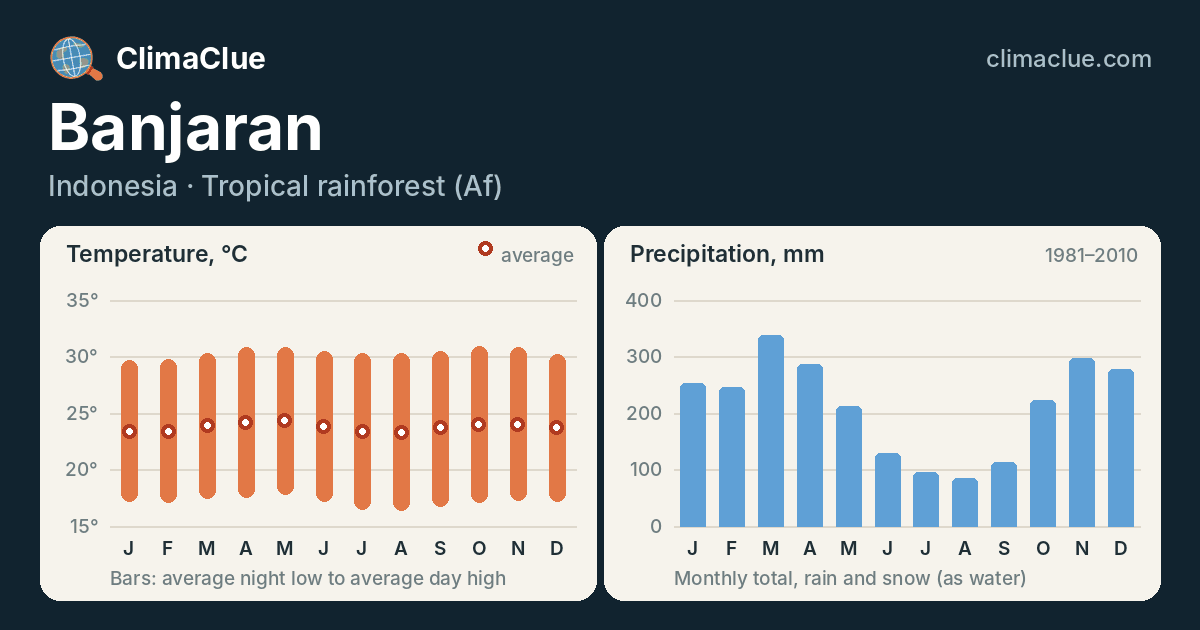 ClimaClue
climaclue.com
Banjaran
Indonesia · Tropical rainforest (Af)
Temperature, °C
average
35°
30°
25°
20°
15°
J F M A M J J A S O N D
Bars: average night low to average day high
Precipitation, mm
1981–2010
400
300
200
100
0
J F M A M J J A S O N D
Monthly total, rain and snow (as water)